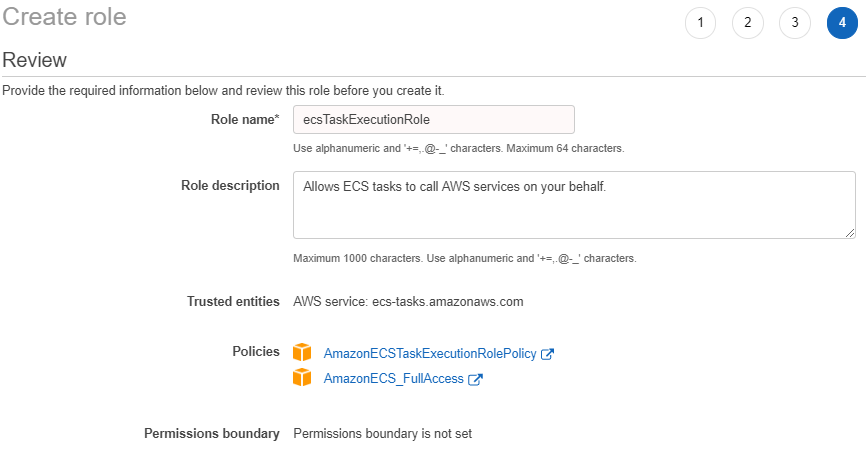 Create role
1 2 3 4
Review
Provide the required information below and review this role before you create it.
Role name* ecsTaskExecutionRole
Use alphanumeric and '+=,.@-_' characters. Maximum 64 characters.
Role description Allows ECS tasks to call AWS services on your behalf.
Maximum 1000 characters. Use alphanumeric and '+=,.@-_' characters.
Trusted entities AWS service: ecs-tasks.amazonaws.com
Policies AmazonECSTaskExecutionRolePolicy
AmazonECS_FullAccess
Permissions boundary Permissions boundary is not set